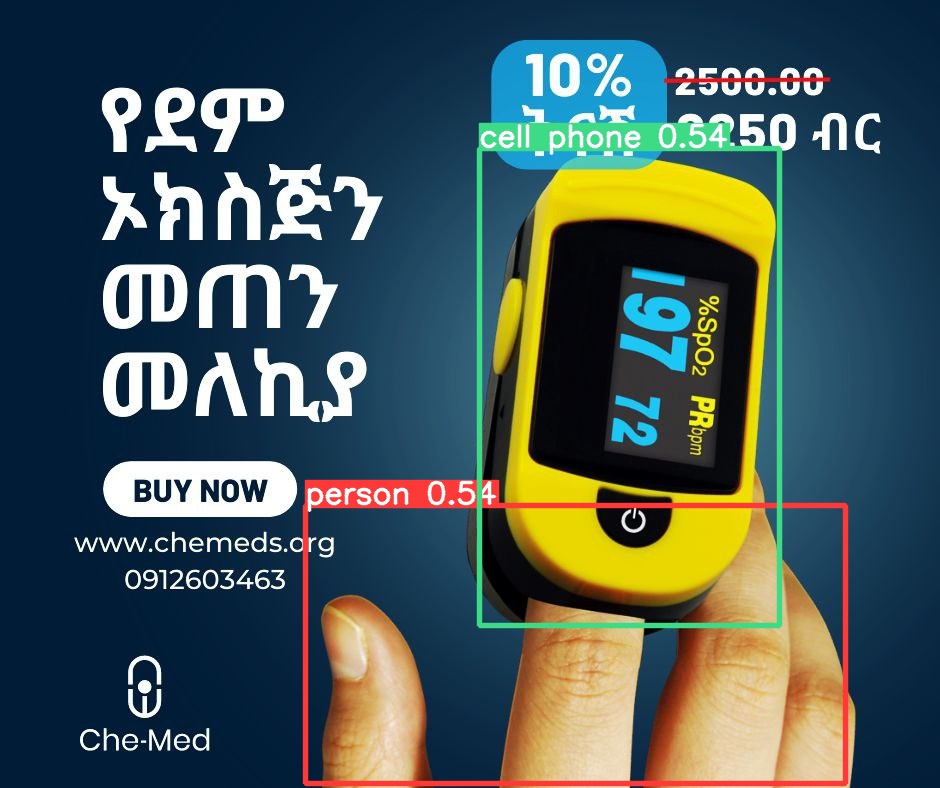 የደም
ኦክስጅን
መጠን
መለኪያ
10%
2500.00
2250 ብር
cell phone 0.54
%SpO2
97
PRbpm
72
BUY NOW
person 0.54
www.chemeds.org
0912603463
Che-Med